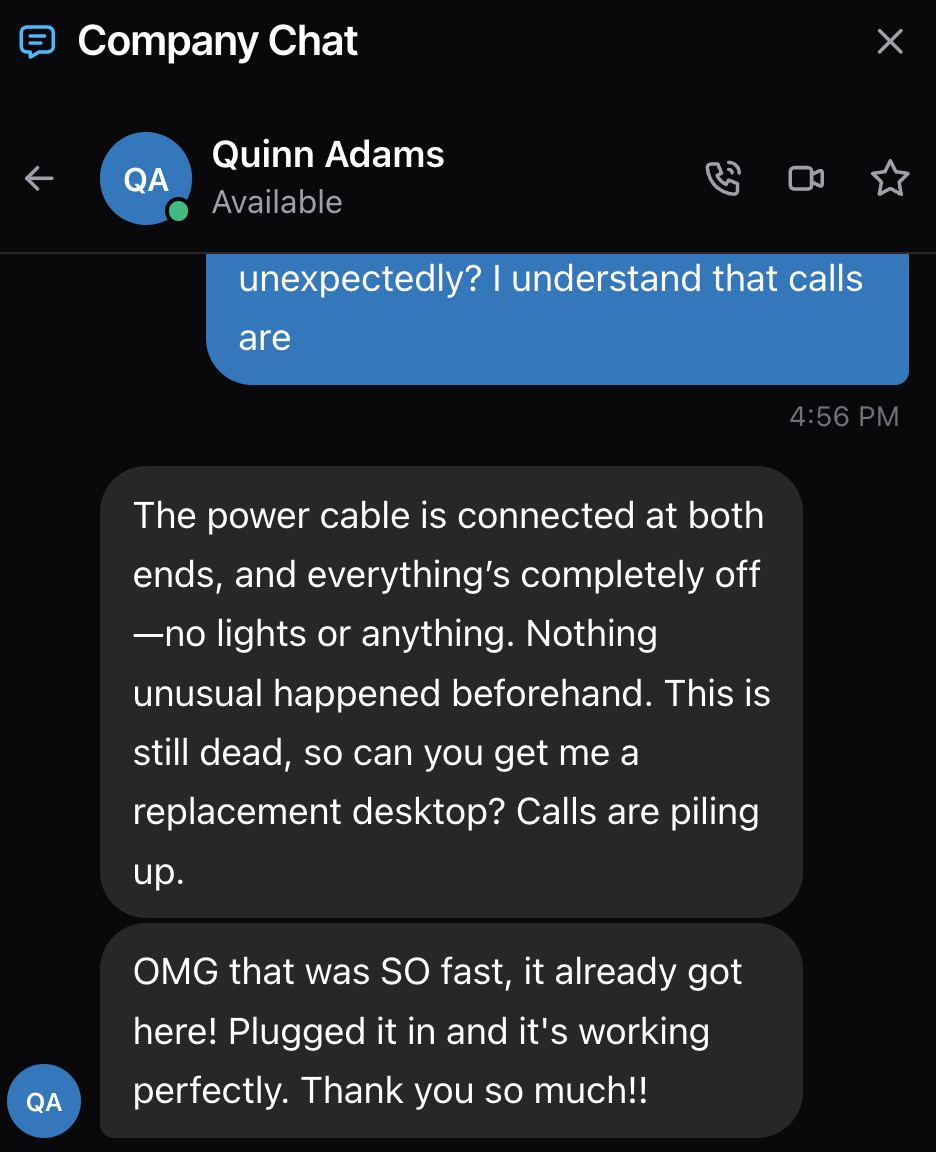 Company Chat
QA
Quinn Adams
Available
unexpectedly? I understand that calls
are
4:56 PM
The power cable is connected at both
ends, and everything’s completely off
—no lights or anything. Nothing
unusual happened beforehand. This is
still dead, so can you get me a
replacement desktop? Calls are piling
up.
OMG that was SO fast, it already got
here! Plugged it in and it's working
perfectly. Thank you so much!!
QA